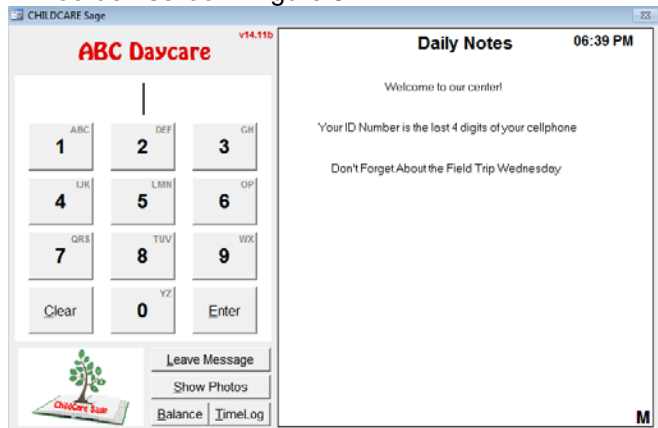 CHILDCARE Sage
ABC Daycare
v14.11b
ABC
1
DEF
2
GH
3
IJK
4
LMN
5
OP
6
QRS
7
TUV
8
WX
9
Clear
YZ
0
Enter
ChildCare Sage
Leave Message
Show Photos
Balance
TimeLog
Daily Notes
06:39 PM
Welcome to our center!
Your ID Number is the last 4 digits of your cellphone
Don't Forget About the Field Trip Wednesday
M